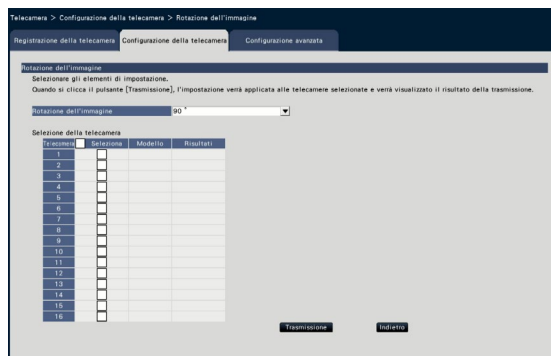 Telecamera > Configurazione della telecamera > Rotazione dell'immagine
Registrazione della telecamera Configurazione della telecamera Configurazione avanzata
Rotazione dell'immagine
Selezionare gli elementi di impostazione.
Quando si clicca il pulsante [Trasmissione], l'impostazione verrà applicata alle telecamere selezionate e verrà visualizzato il risultato della trasmissione.
Rotazione dell'immagine 90 °
Selezione della telecamera
Telecamera Seleziona Modello Risultati
1
2
3
4
5
6
7
8
9
10
11
12
13
14
15
16
Trasmissione Indietro